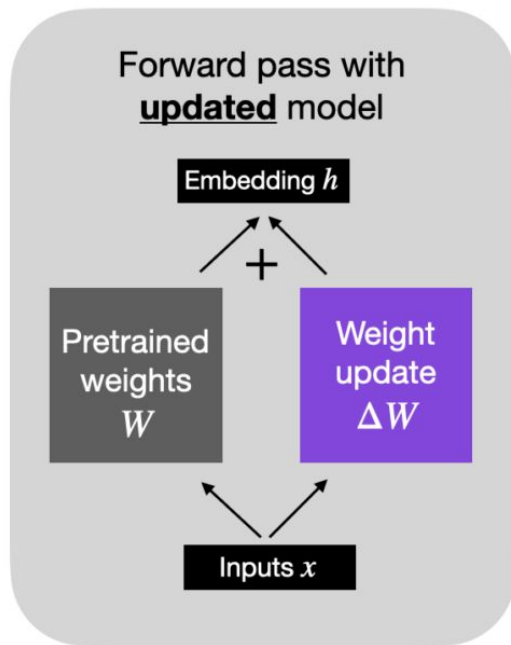 Forward pass with
updated model
Embedding h
+
Pretrained
weights
W
Weight
update
ΔW
Inputs x